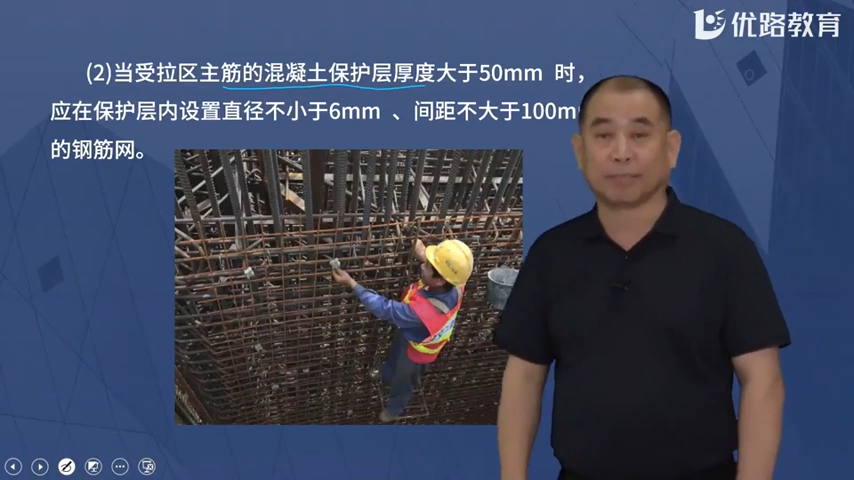 优路教育
(2)当受拉区主筋的混凝土保护层厚度大于50mm 时，
应在保护层内设置直径不小于6mm 、间距不大于100m
的钢筋网。